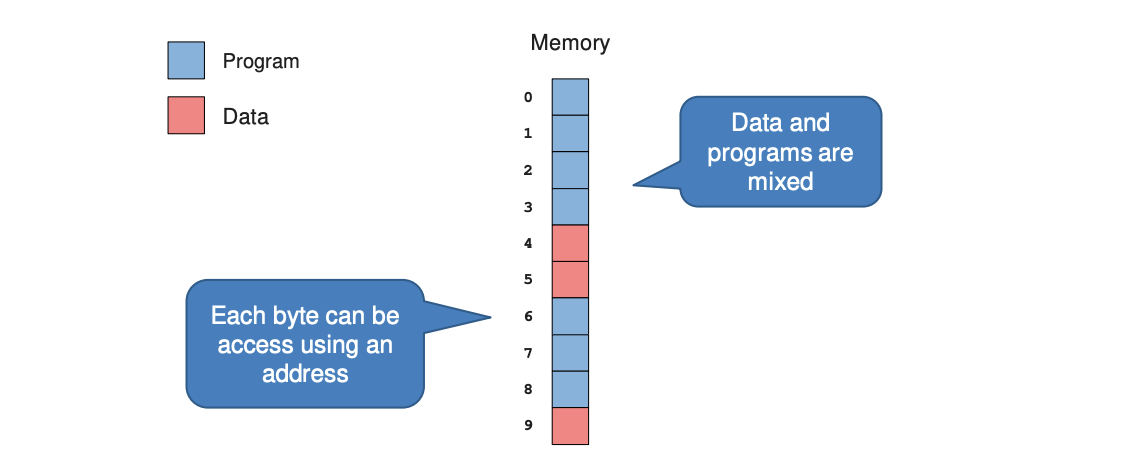 Memory
Program
Data
0
1
2
3
4
5
6
7
8
9
Data and
programs are
mixed
Each byte can be
access using an
address